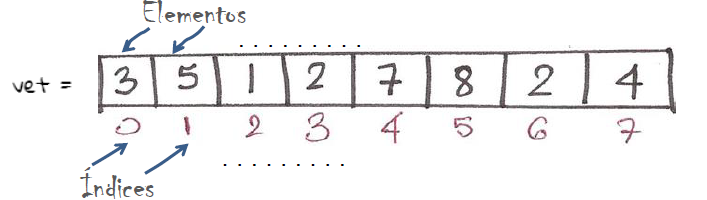 Elementos
. . . . . . . . .
vet = 3 5 1 2 7 8 2 4
0 1 2 3 4 5 6 7
. . . . . . . . .
Índices